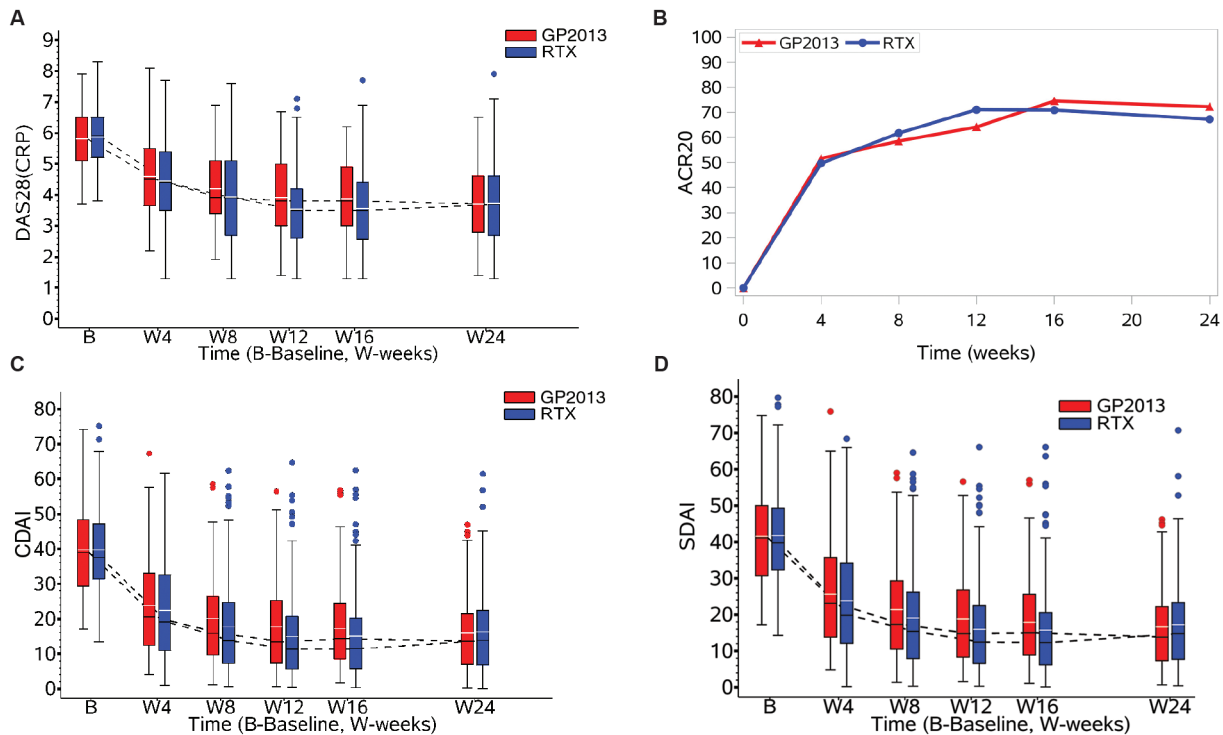 A
GP2013
RTX
9
8
7
6
5
4
3
2
1
0
DAS28(CRP)
B W4 W8 W12 W16 W24
Time (B-Baseline, W-weeks)
B
GP2013 RTX
100
90
80
70
60
50
40
30
20
10
0
ACR20
0 4 8 12 16 20 24
Time (weeks)
C
GP2013
RTX
80
70
60
50
40
30
20
10
0
CDAI
B W4 W8 W12 W16 W24
Time (B-Baseline, W-weeks)
D
GP2013
RTX
80
70
60
50
40
30
20
10
0
SDAI
B W4 W8 W12 W16 W24
Time (B-Baseline, W-weeks)